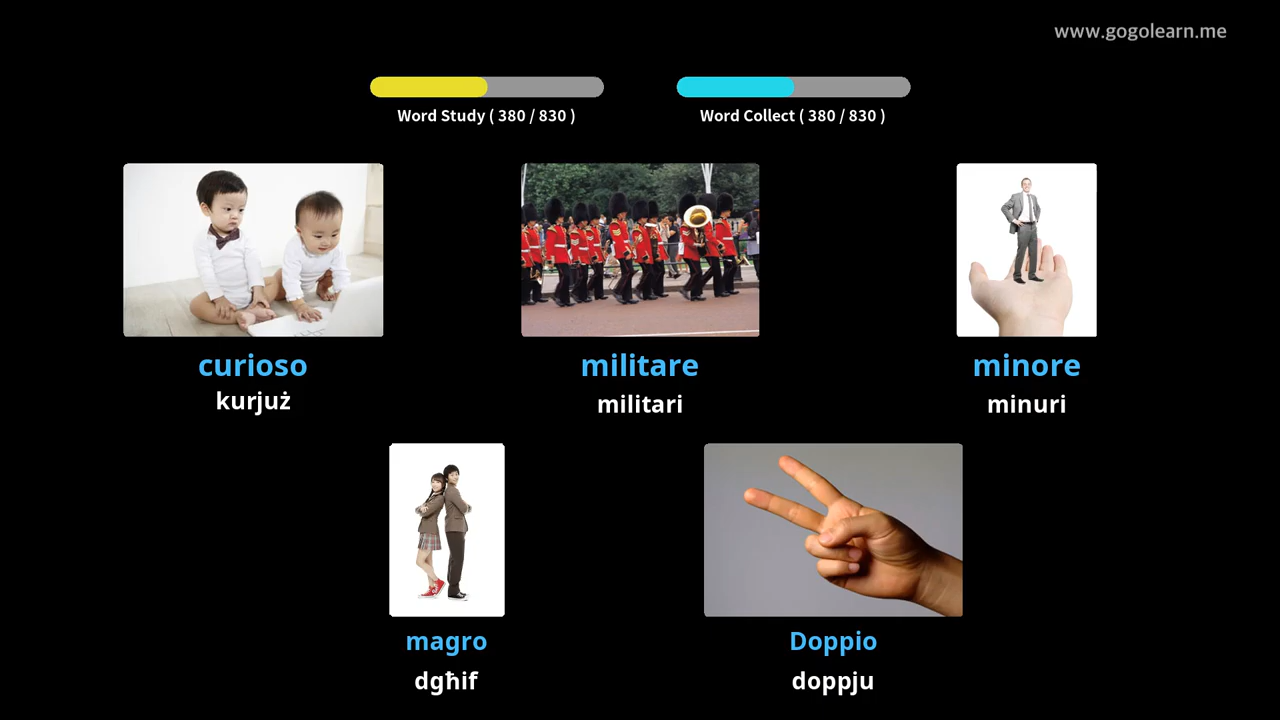 www.gogolearn.me
Word Study ( 380 / 830 )
Word Collect ( 380 / 830 )
curioso
kurjuż
militare
militari
minore
minuri
magro
dgħif
Doppio
doppju